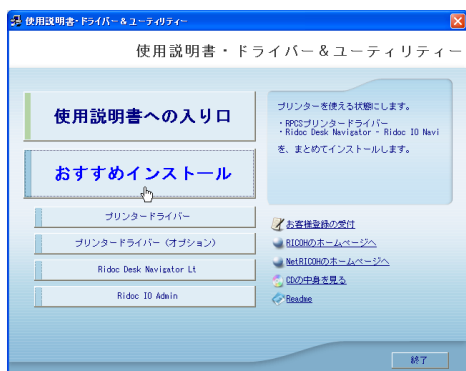 使用説明書・ドライバー&ユーティリティー
使用説明書・ドライバー&ユーティリティー
使用説明書への入り口
おすすめインストール
プリンタードライバー
プリンタードライバー (オプション)
Ridoc Desk Navigator Lt
Ridoc IO Admin
プリンターを使える状態にします。
・RPCSプリンタードライバー
・Ridoc Desk Navigator - Ridoc IO Navi
を、まとめてインストールします。
お客様登録の受付
RICOHのホームページへ
NetRICOHのホームページへ
CDの中身を見る
Readme
終了